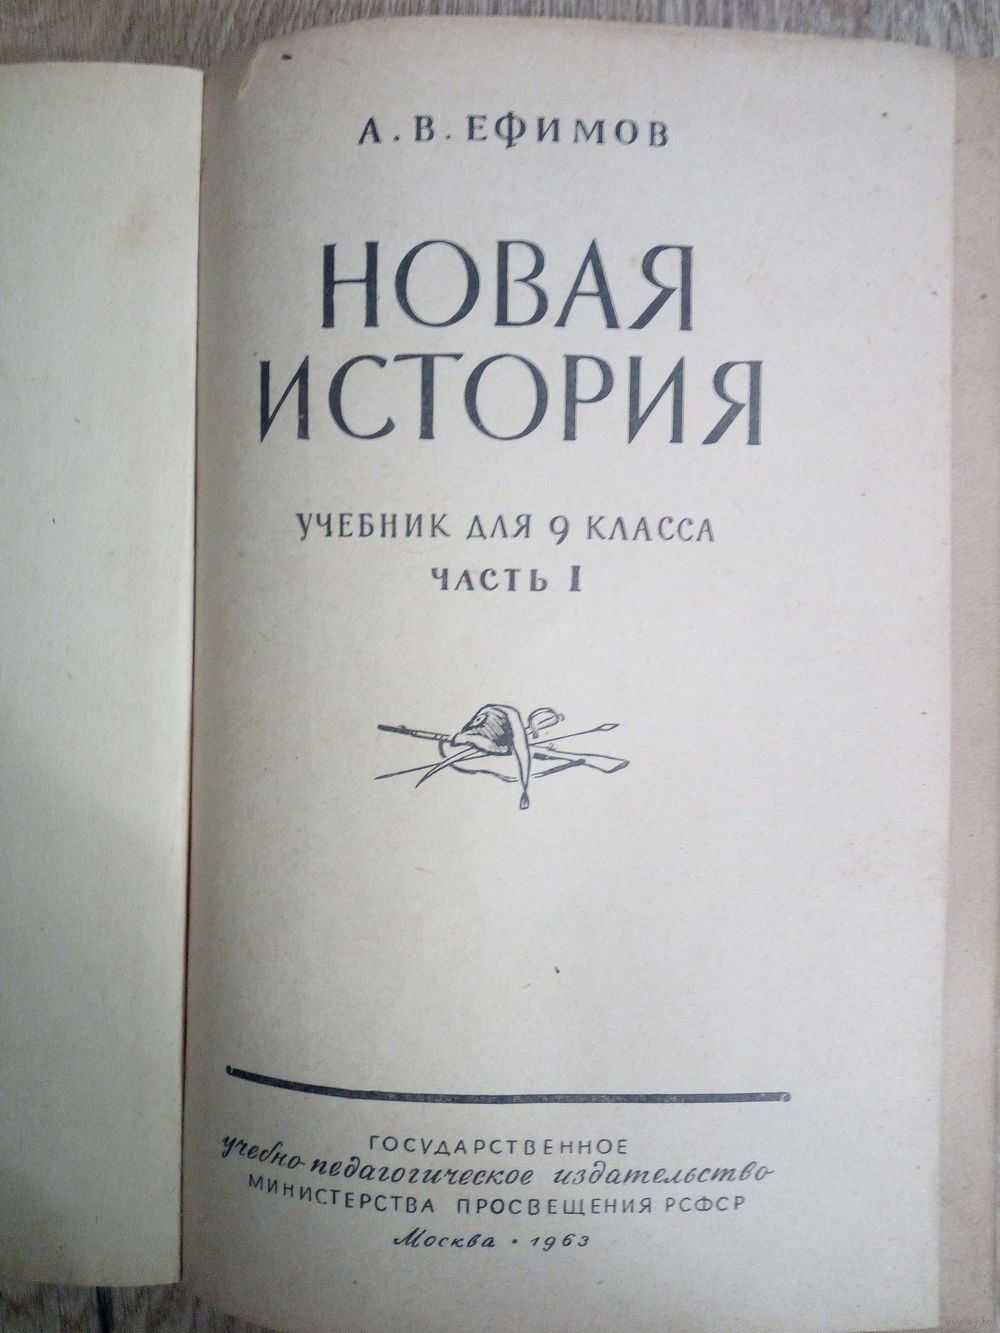 А. В. ЕФИМОВ
НОВАЯ
ИСТОРИЯ
УЧЕБНИК ДЛЯ 9 КЛАССА
ЧАСТЬ I
ГОСУДАРСТВЕННОЕ
учебно-педагогическое издательство
МИНИСТЕРСТВА ПРОСВЕЩЕНИЯ РСФСР
Москва · 1963